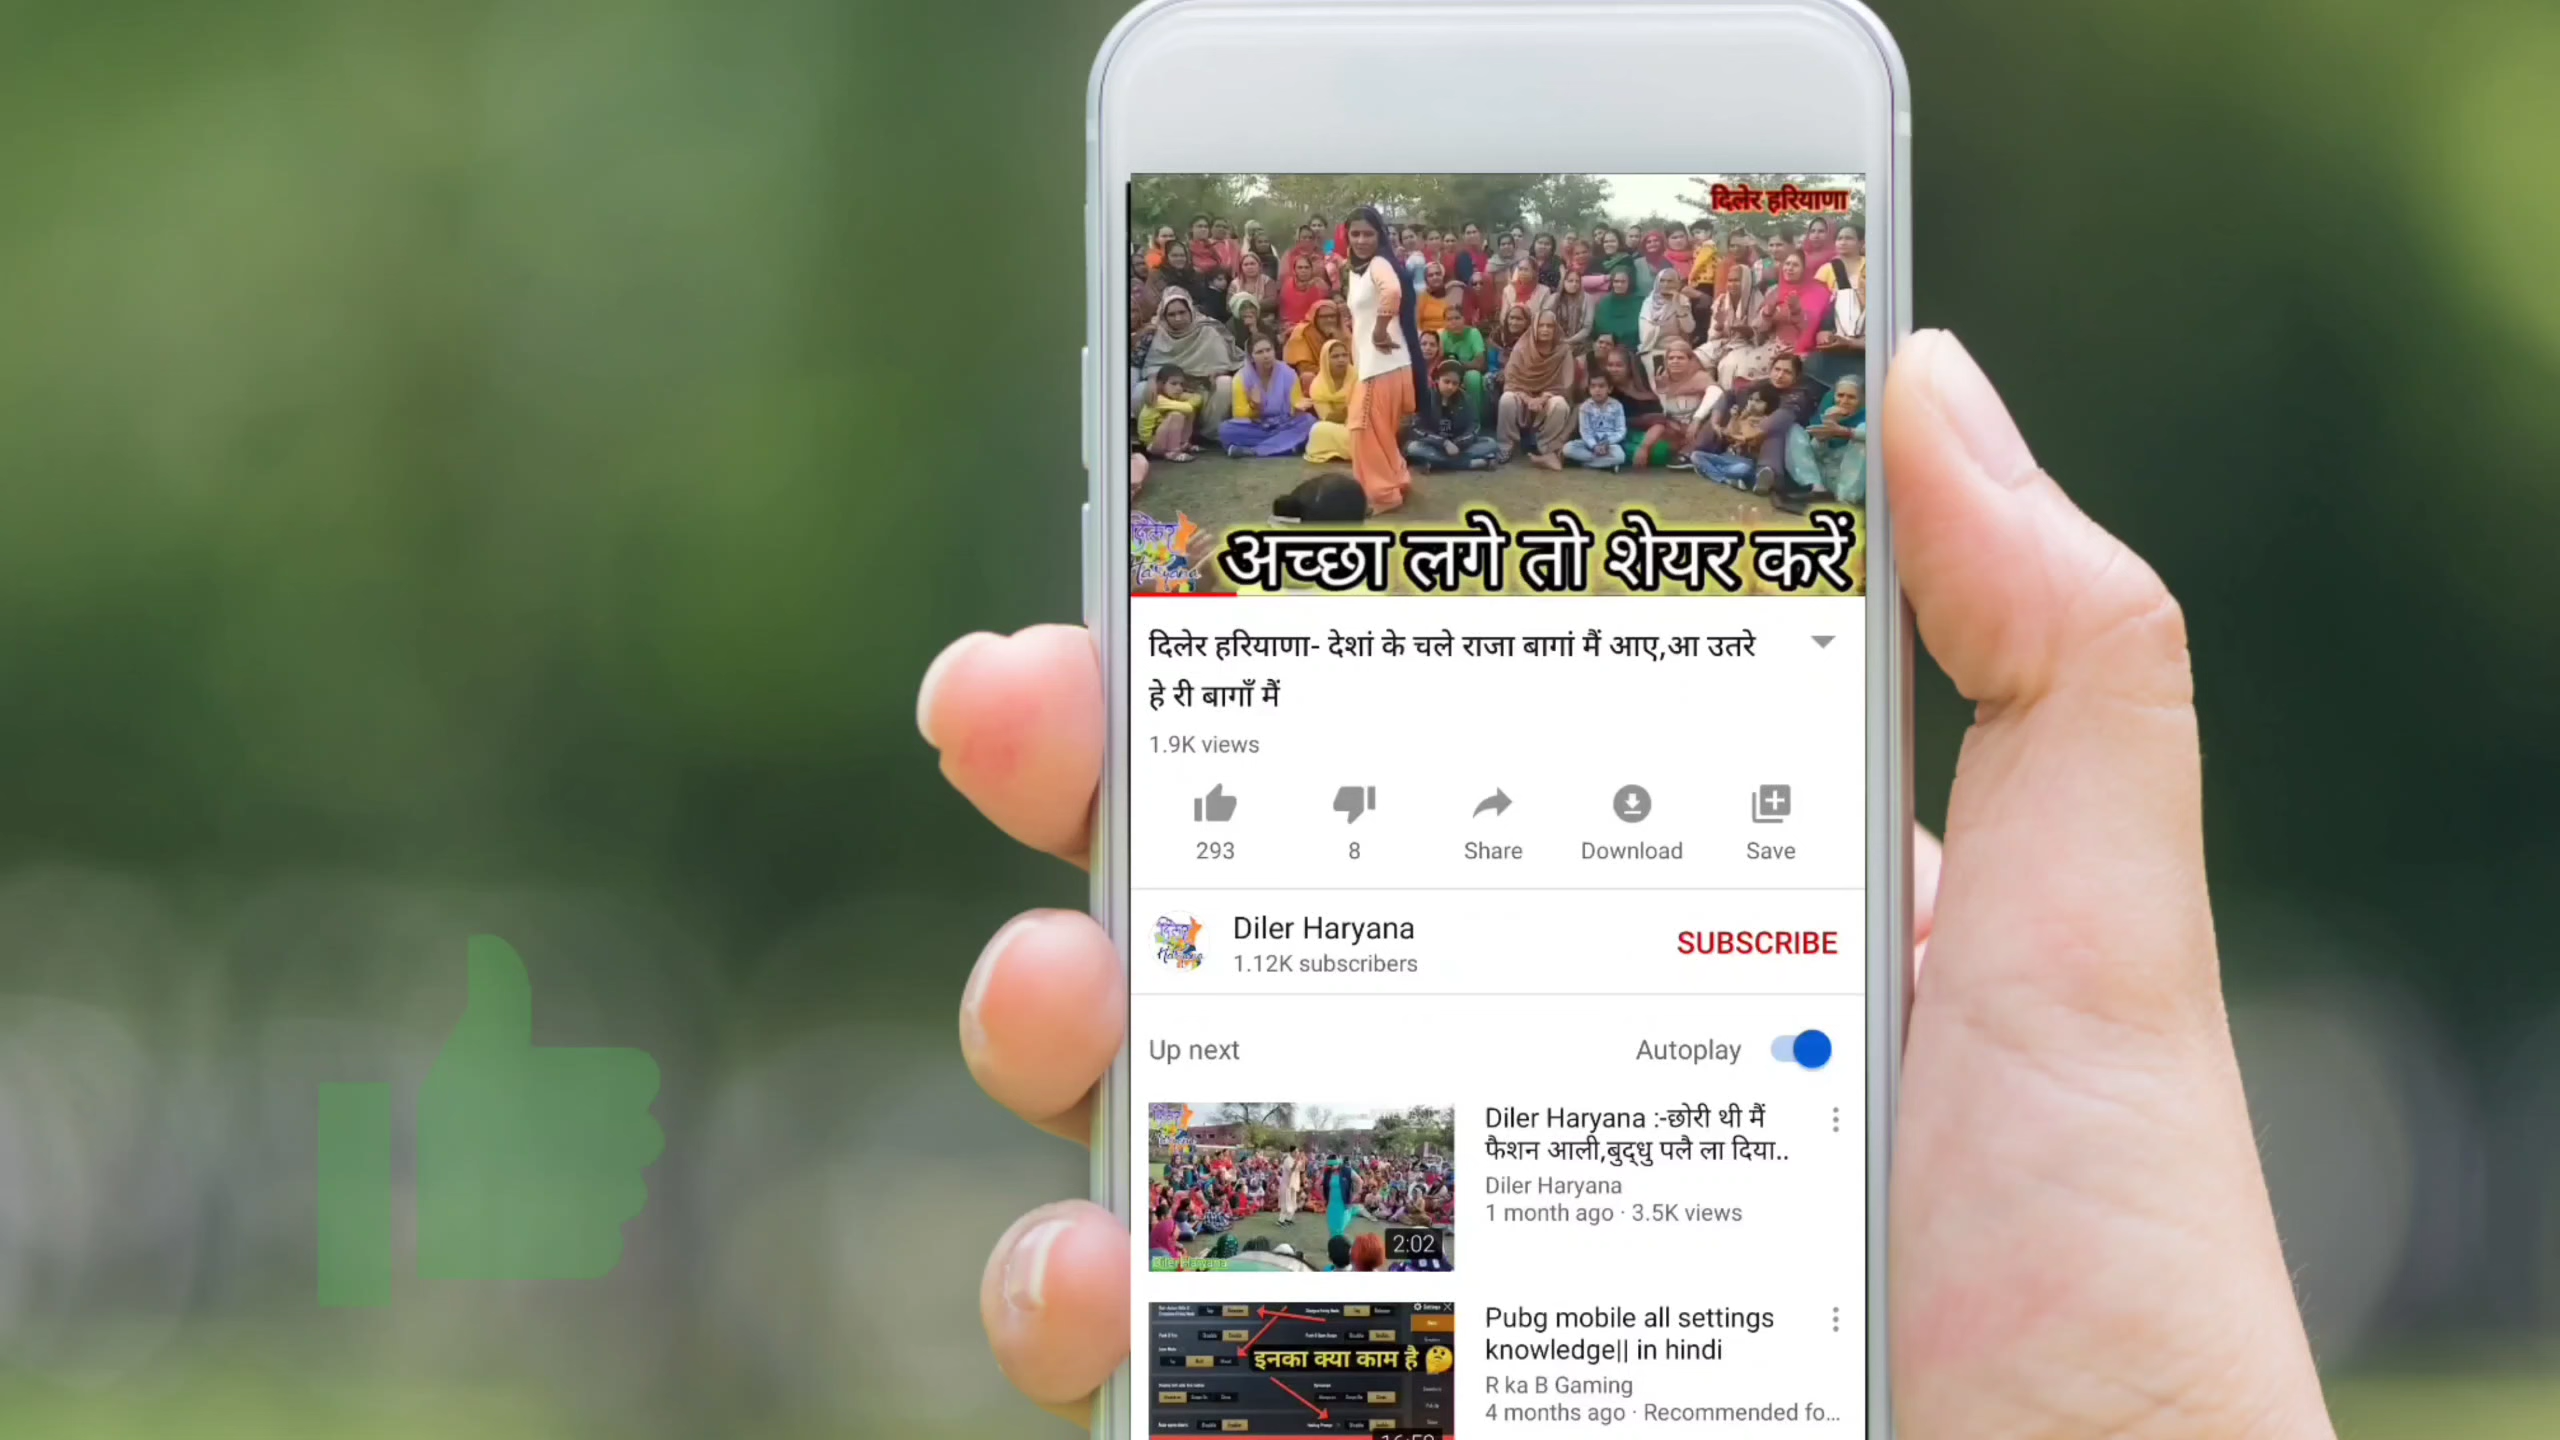 दिलेर हरियाणा
अच्छा लगे तो शेयर करें
दिलेर हरियाणा- देशां के चले राजा बागां मैं आए,आ उतरे
हे री बागाँ मैं
1.9K views
293
8
Share
Download
Save
Diler Haryana
1.12K subscribers
SUBSCRIBE
Up next
Autoplay
Diler Haryana :-छोरी थी मैं
फैशन आली,बुद्धु पलै ला दिया..
Diler Haryana
1 month ago · 3.5K views
2:02
Diler Haryana
इनका क्या काम है
Pubg mobile all settings
knowledge|| in hindi
R ka B Gaming
4 months ago · Recommended fo...